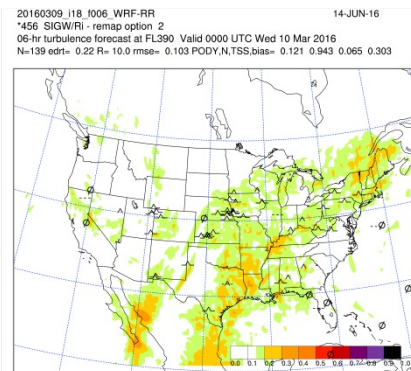 20160309_i18_f006_WRF-RR 14-JUN-16
*456 SIGW/Ri - remap option 2
06-hr turbulence forecast at FL390 Valid 0000 UTC Wed 10 Mar 2016
N=139 edrt= 0.22 R= 10.0 rmse= 0.103 PODY,N,TSS,bias= 0.121 0.943 0.065 0.303
0.0 0.1 0.2 0.3 0.4 0.5 0.6 0.7 0.8 0.9 1.0